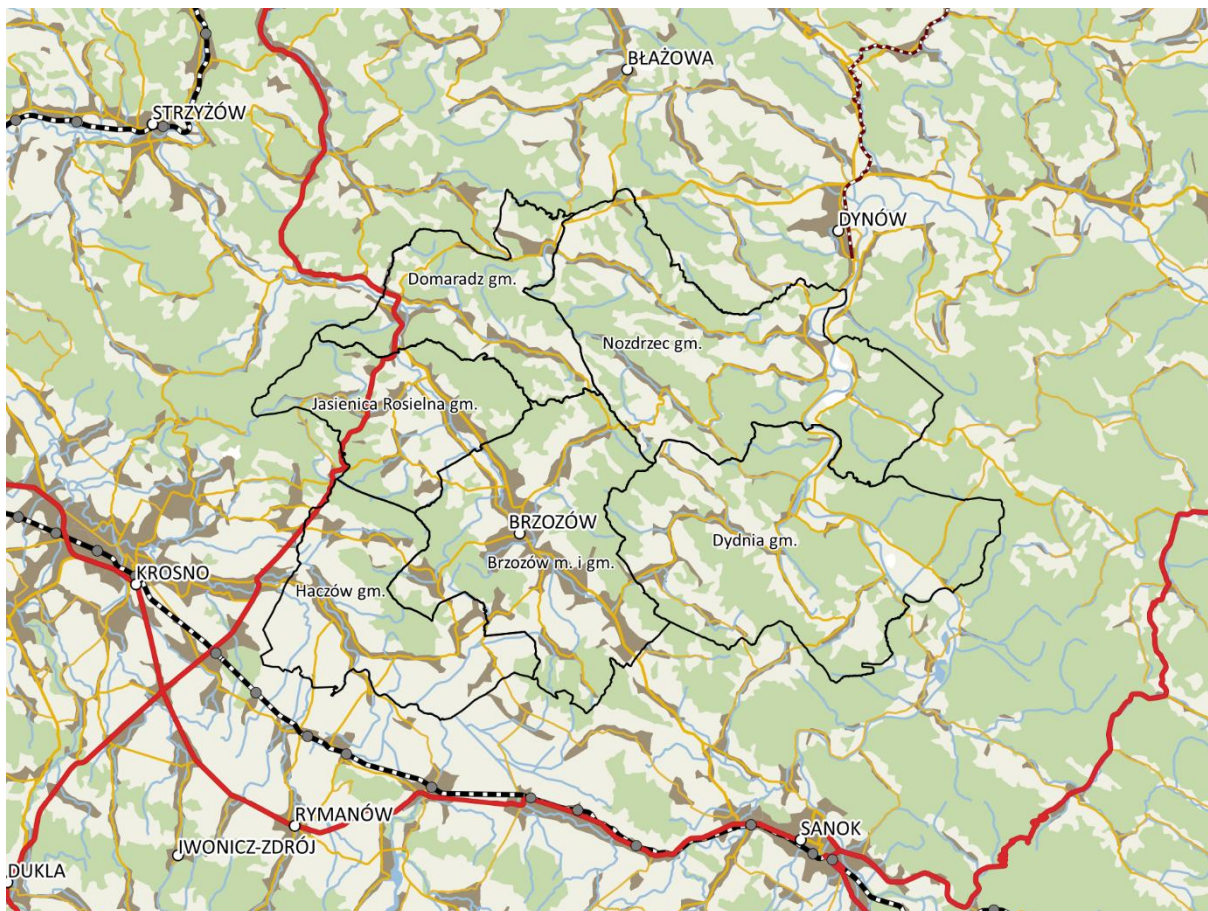 BŁAŻOWA
STRZYŻÓW
DYNÓW
Domaradz gm.
Nozdrzec gm.
Jasienica Rosielna gm.
BRZOZÓW
Dydnia gm.
Brzozów m. i gm.
KROSNO
Haczów gm.
RYMANÓW
SANOK
IWONICZ-ZDRÓJ
DUKLA